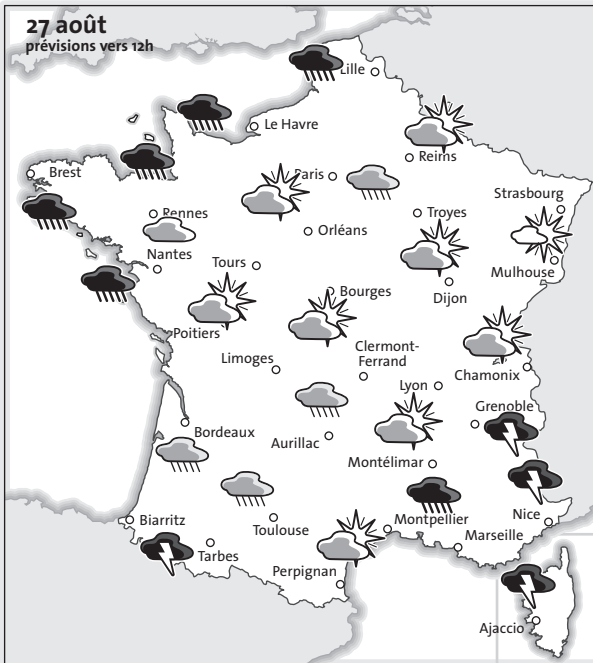 27 août
prévisions vers 12h
Lille
Le Havre
Reims
Brest
Paris
Strasbourg
Rennes
Troyes
Orléans
Nantes
Tours
Mulhouse
Bourges
Dijon
Poitiers
Clermont-
Ferrand
Limoges
Chamonix
Lyon
Grenoble
Bordeaux
Aurillac
Montélimar
Biarritz
Toulouse
Montpellier
Nice
Marseille
Tarbes
Perpignan
Ajaccio